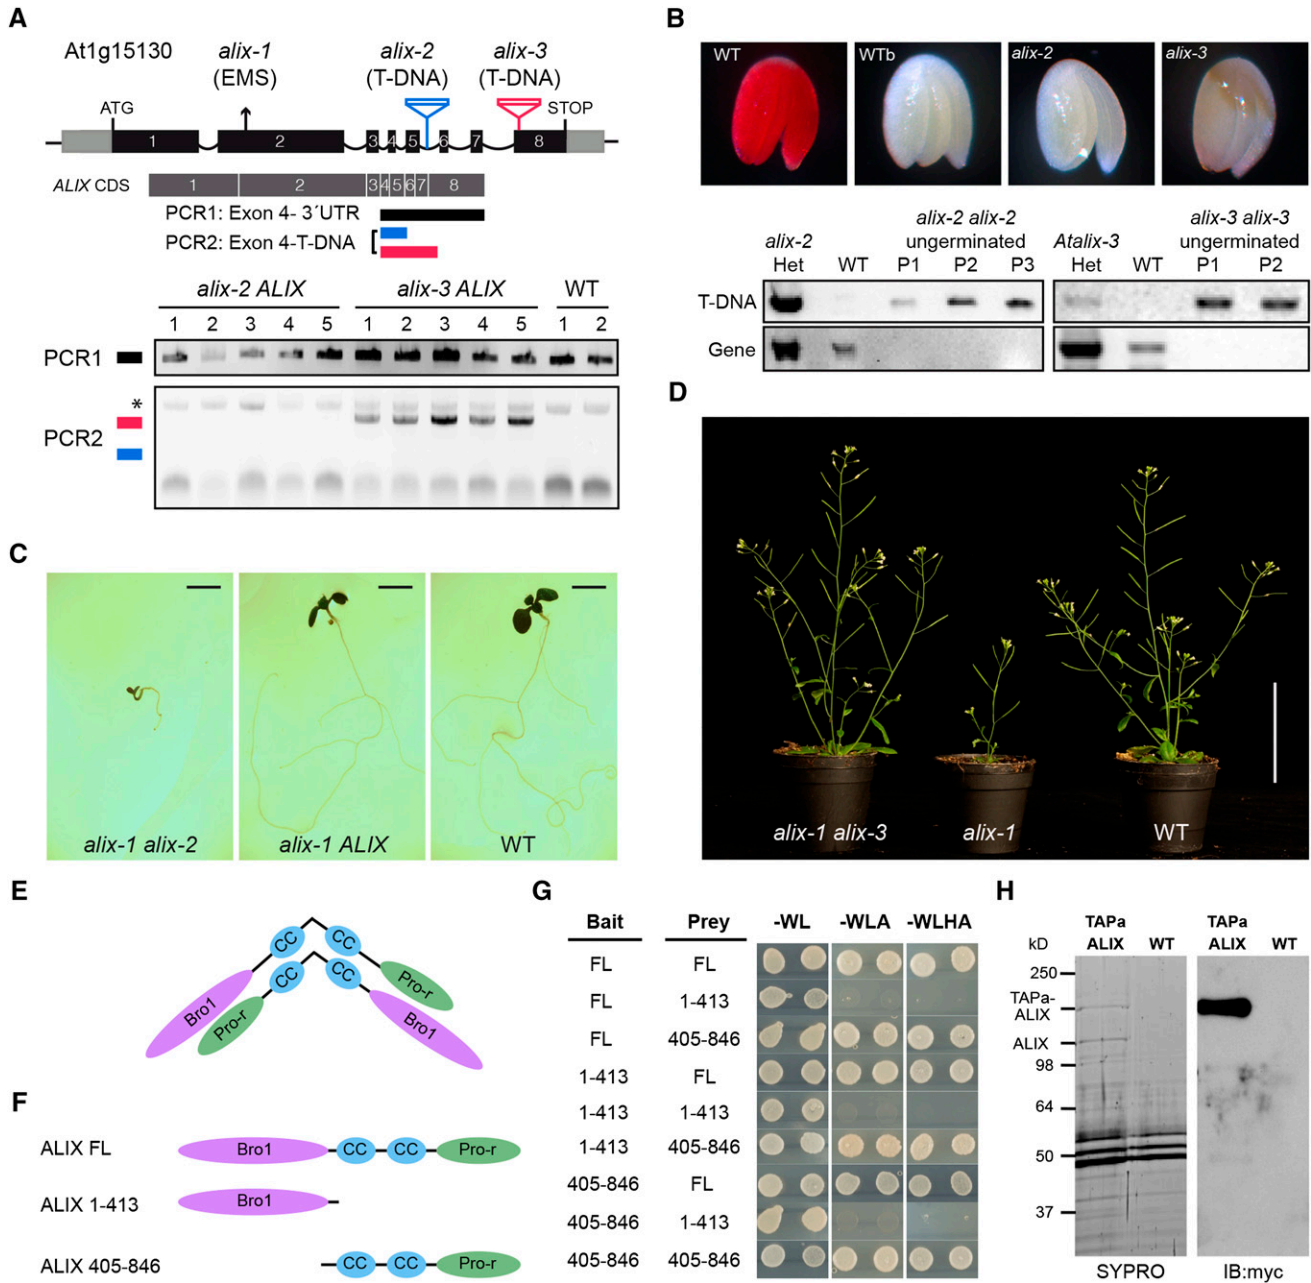 A
At1g15130
alix-1
(EMS)
alix-2
(T-DNA)
alix-3
(T-DNA)
ATG
STOP
1 2 3 4 5 6 7 8
ALIX CDS
1 2 3 4 5 6 7 8
PCR1: Exon 4- 3´UTR
PCR2: Exon 4-T-DNA
alix-2 ALIX alix-3 ALIX WT
1 2 3 4 5 1 2 3 4 5 1 2
PCR1
*
PCR2
B
WT
WTb
alix-2
alix-3
alix-2
Het
WT
alix-2 alix-2
ungerminated
P1 P2 P3
Atalix-3
Het
WT
alix-3 alix-3
ungerminated
P1 P2
T-DNA
Gene
C
alix-1 alix-2
alix-1 ALIX
WT
D
alix-1 alix-3
alix-1
WT
E
CC CC
CC CC
Bro1
Pro-r
Pro-r
Bro1
F
ALIX FL
Bro1 CC CC Pro-r
ALIX 1-413
Bro1
ALIX 405-846
CC CC Pro-r
G
Bait Prey -WL -WLA -WLHA
FL FL
FL 1-413
FL 405-846
1-413 FL
1-413 1-413
1-413 405-846
405-846 FL
405-846 1-413
405-846 405-846
H
TAPa
ALIX WT
TAPa
ALIX WT
kD
250
TAPa-
ALIX
ALIX
98
64
50
37
SYPRO
IB:myc